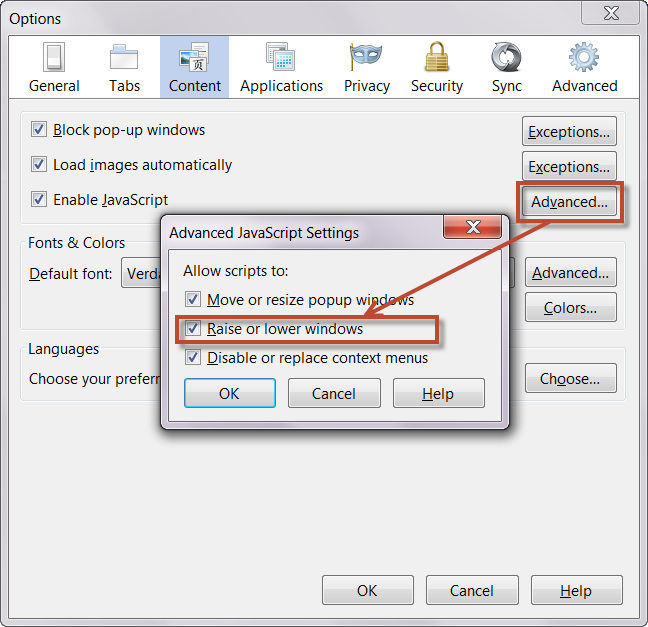 Options
General Tabs Content Applications Privacy Security Sync Advanced
Block pop-up windows Exceptions...
Load images automatically Exceptions...
Enable JavaScript Advanced...
Advanced JavaScript Settings
Allow scripts to:
Move or resize popup windows
Raise or lower windows
Disable or replace context menus
OK Cancel Help
Fonts & Colors
Default font: Verda Advanced...
Colors...
Languages
Choose your preferr Choose...
OK Cancel Help